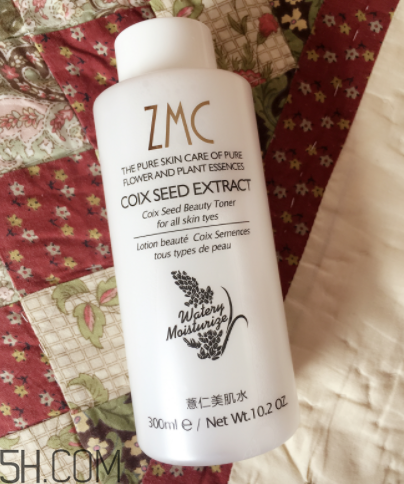 ZMC
THE PURE SKIN CARE OF PURE
FLOWER AND PLANT ESSENCES
COIX SEED EXTRACT
Coix Seed Beauty Toner
for all skin tyes
Lotion beauté Coix Semences
tous types de peau
Watery
Moisturize
薏仁美肌水
300ml e / Net Wt.10.2 OZ.
5H.COM